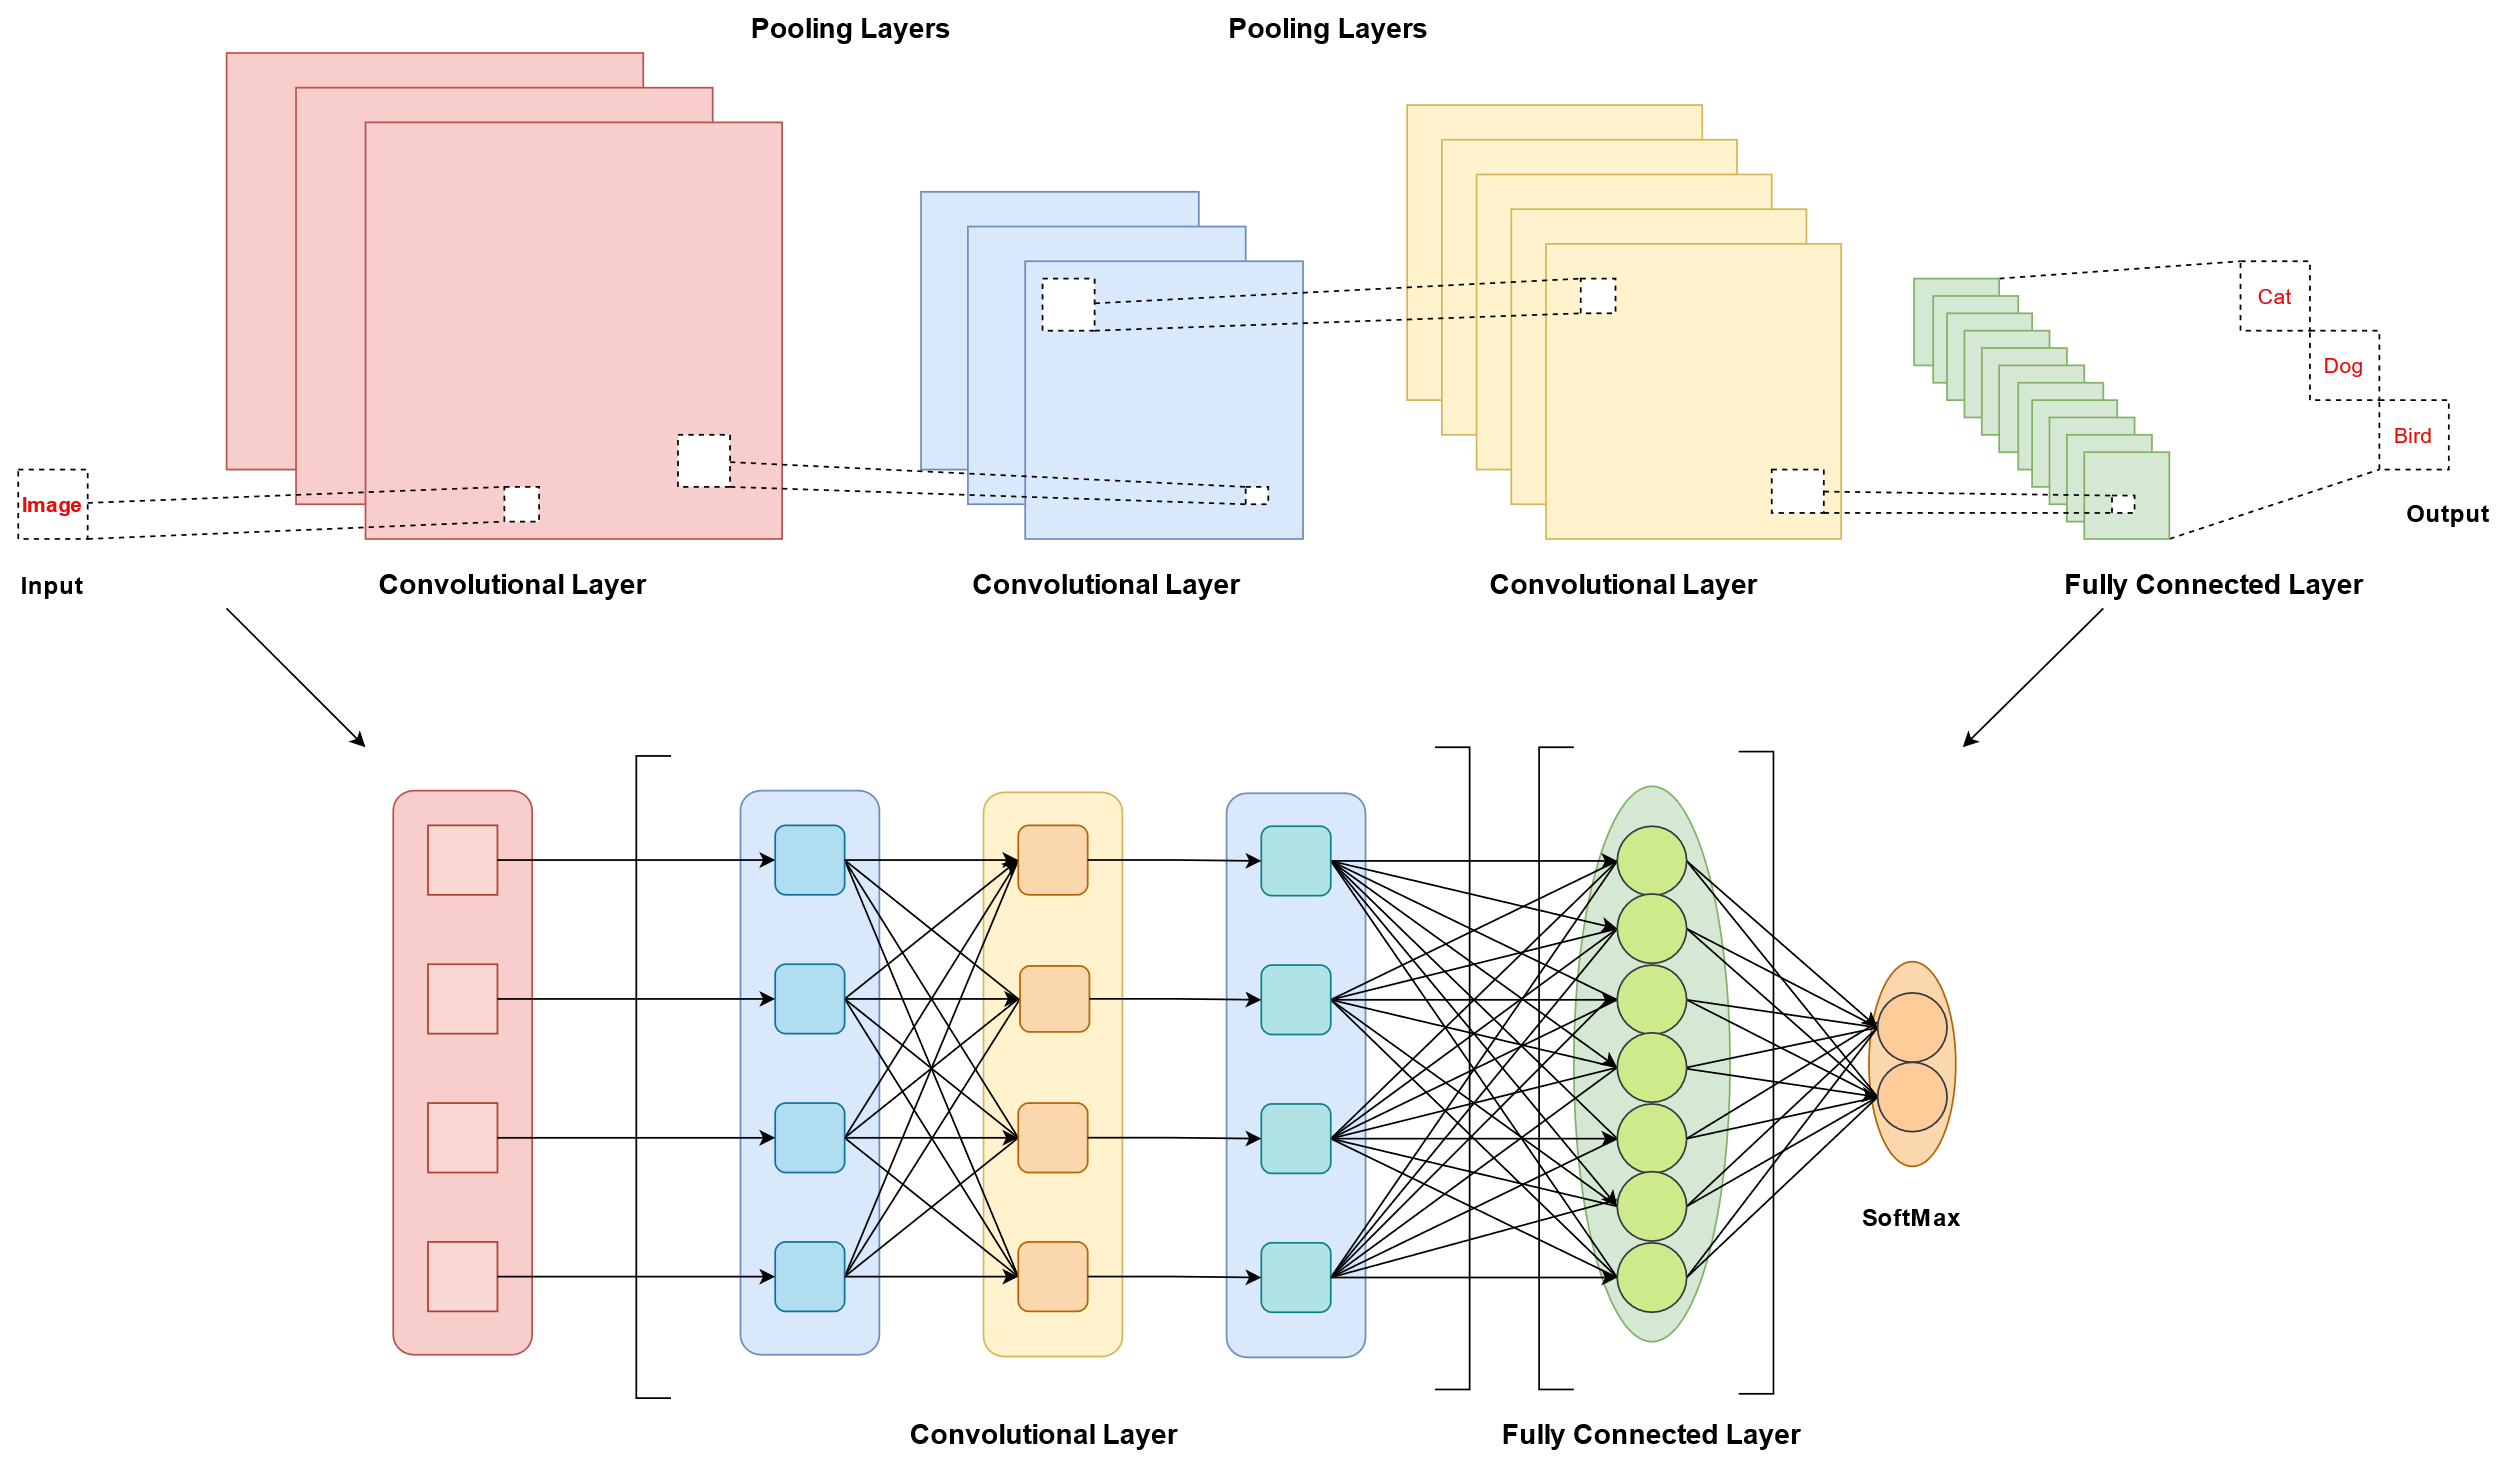 Pooling Layers
Pooling Layers
Cat
Dog
Bird
Image
Output
Input
Convolutional Layer
Convolutional Layer
Convolutional Layer
Fully Connected Layer
SoftMax
Convolutional Layer
Fully Connected Layer